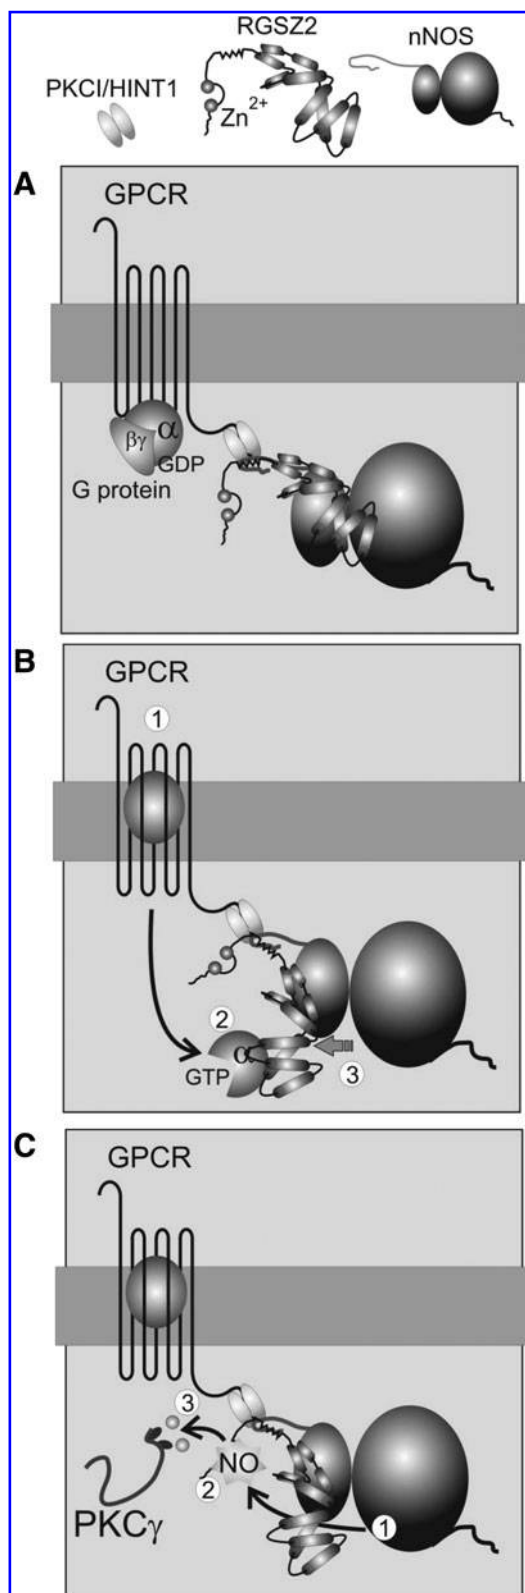 RGSZ2
nNOS
PKCI/HINT1
Zn2+
A
GPCR
βγ
α
GDP
G protein
B
GPCR
1
2
α
GTP
3
C
GPCR
3
NO
2
PKCγ
1